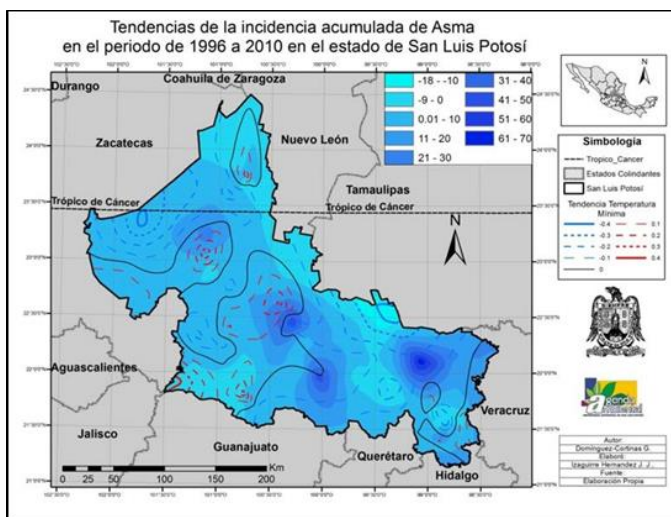 Tendencias de la incidencia acumulada de Asma
en el periodo de 1996 a 2010 en el estado de San Luis Potosí
Durango
Coahuila de Zaragoza
Zacatecas
Nuevo León
Tamaulipas
Trópico de Cáncer
Trópico de Cáncer
Aguascalientes
Jalisco
Guanajuato
Querétaro
Hidalgo
Veracruz
-18 - -10
-9 - 0
0.01 - 10
11 - 20
21 - 30
31 - 40
41 - 50
51 - 60
61 - 70
N
0 25 50 100 150 200
Km
N
Simbología
Tropico_Cancer
Estados Colindantes
San Luis Potosí
Tendencia Temperatura
Mínima
-0.4 0.1
-0.3 0.2
-0.2 0.3
-0.1 0.4
0
agenda
ambiental
Autor:
Domínguez-Cortinas G.
Elaboró:
Izaguirre Hernandez J. J.
Fuente:
Elaboración Propia